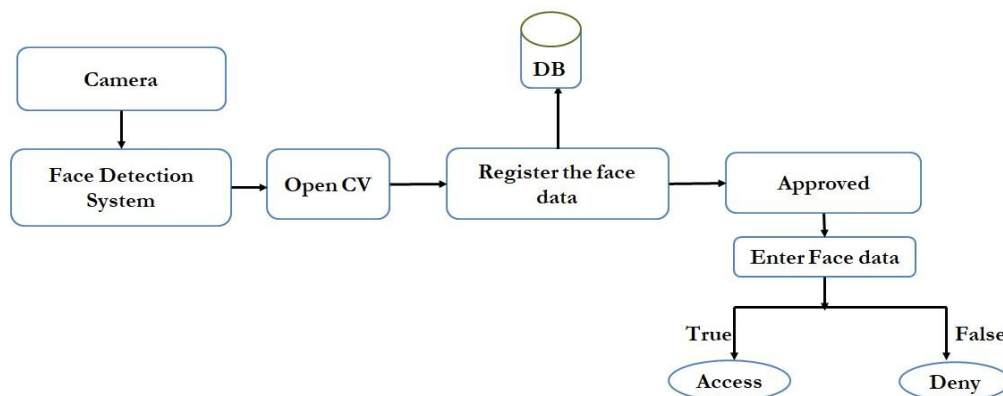 DB
Camera
Face Detection
System
Open CV
Register the face
data
Approved
Enter Face data
True
False
Access
Deny